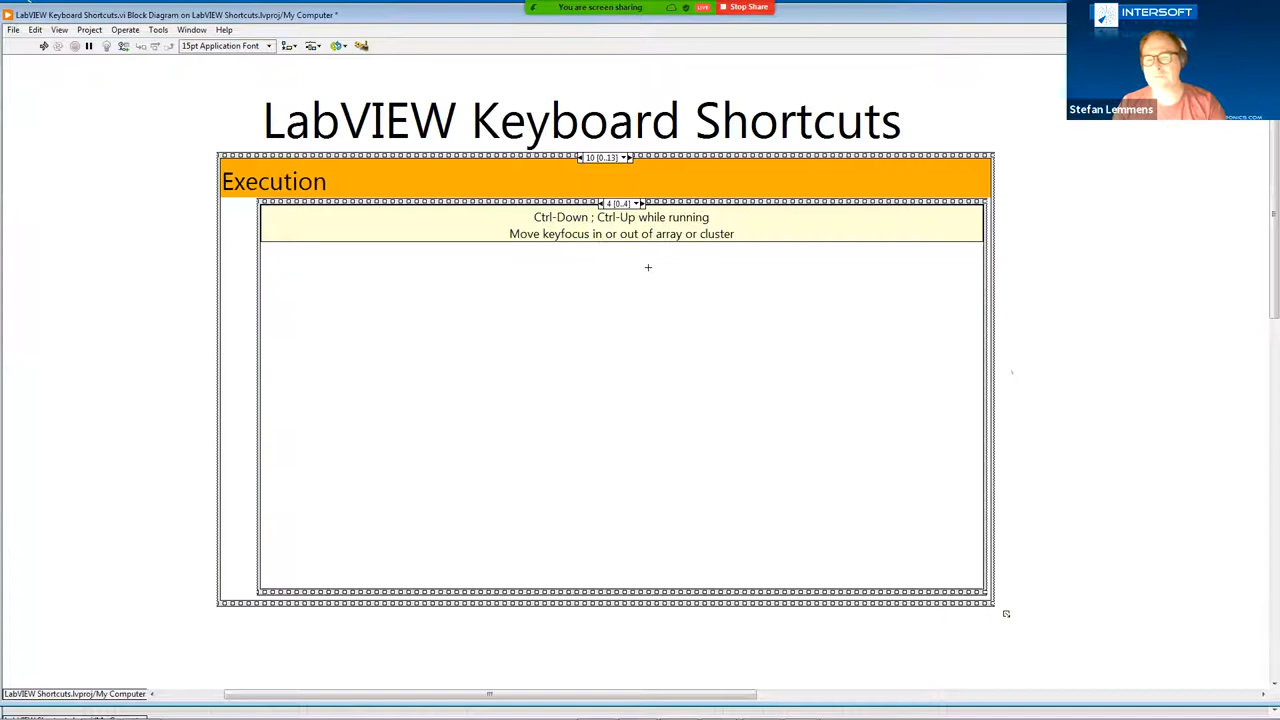 LabVIEW Keyboard Shortcuts.vi Block Diagram on LabVIEW Shortcuts.lvproj/My Computer *
You are screen sharing
LIVE
Stop Share
File Edit View Project Operate Tools Window Help
15pt Application Font
INTERSOFT
Stefan Lemmens
LabVIEW Keyboard Shortcuts
10 [0..13]
Execution
4 [0..4]
Ctrl-Down ; Ctrl-Up while running
Move keyfocus in or out of array or cluster
LabVIEW Shortcuts.lvproj/My Computer